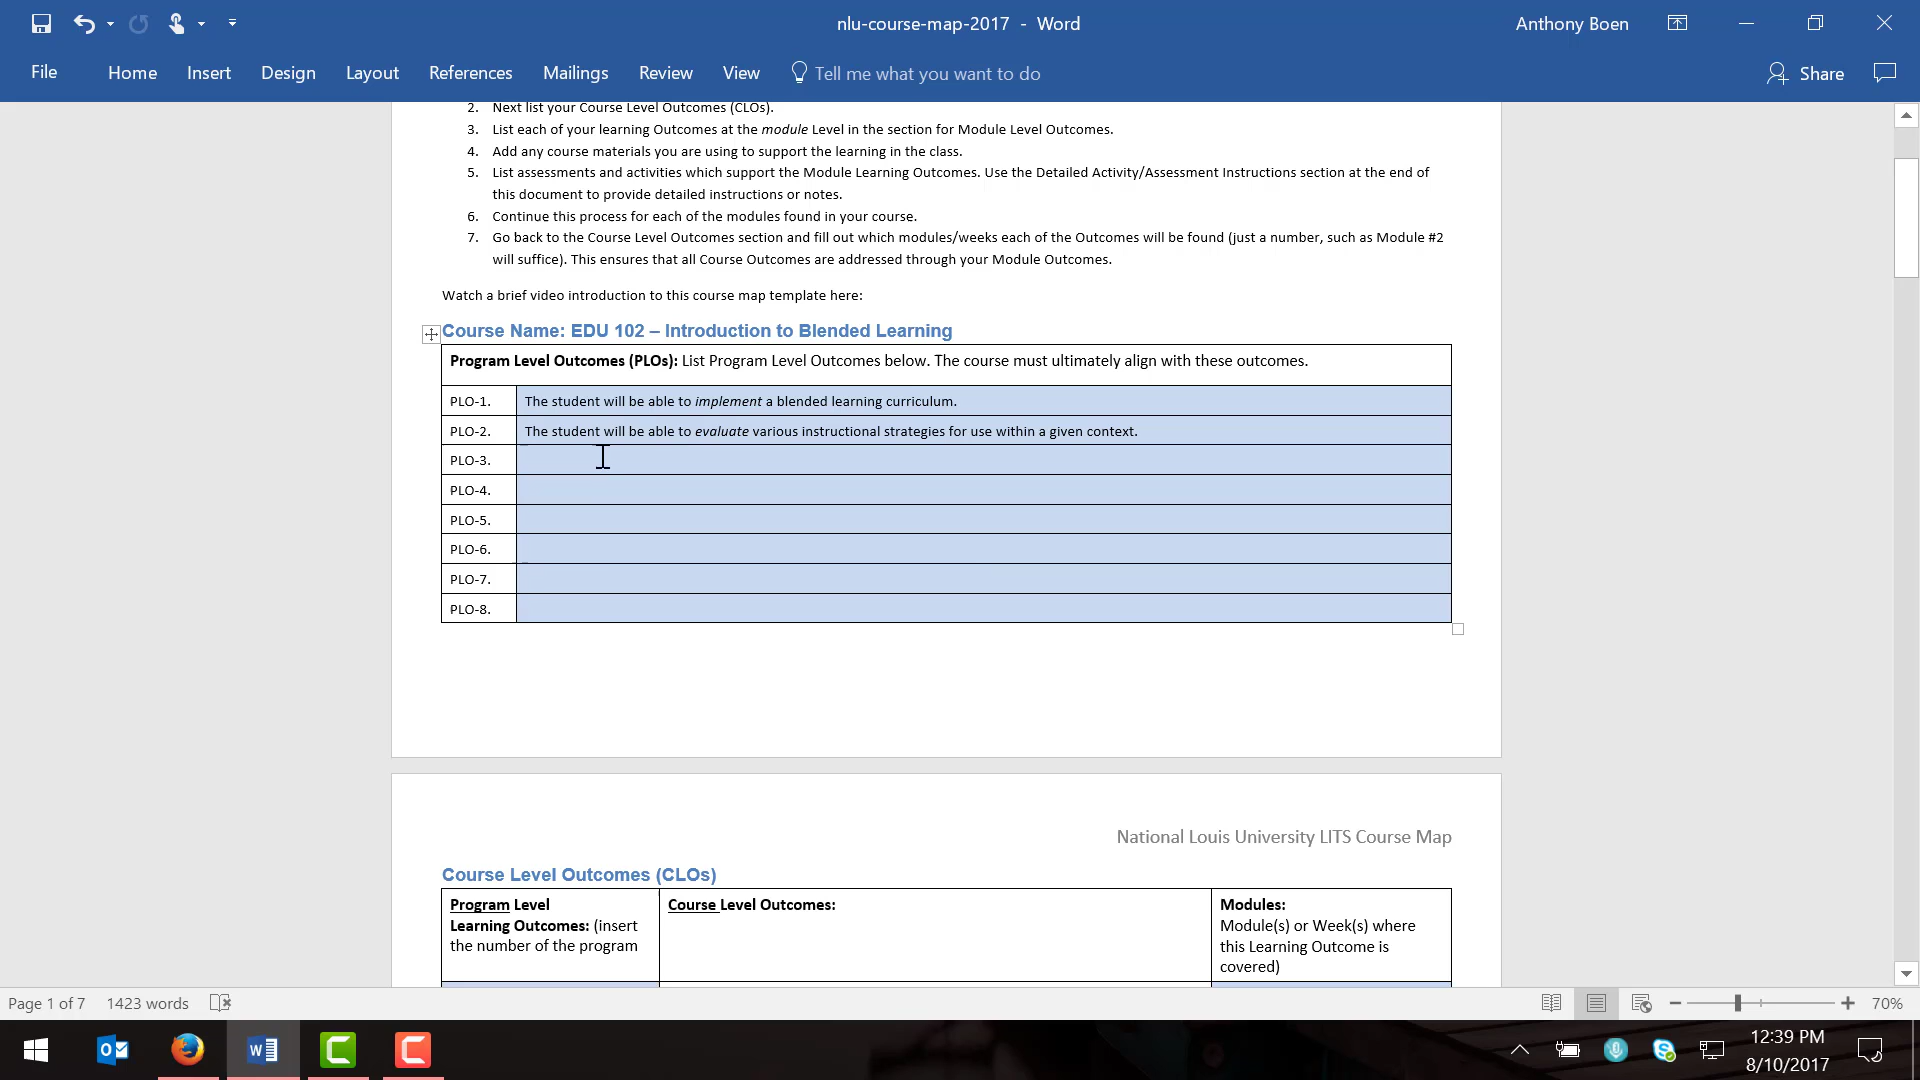 nlu-course-map-2017 - Word
Anthony Boen
File
Home
Insert
Design
Layout
References
Mailings
Review
View
Tell me what you want to do
Share
2. Next list your Course Level Outcomes (CLOs).
3. List each of your learning Outcomes at the module Level in the section for Module Level Outcomes.
4. Add any course materials you are using to support the learning in the class.
5. List assessments and activities which support the Module Learning Outcomes. Use the Detailed Activity/Assessment Instructions section at the end of
this document to provide detailed instructions or notes.
6. Continue this process for each of the modules found in your course.
7. Go back to the Course Level Outcomes section and fill out which modules/weeks each of the Outcomes will be found (just a number, such as Module #2
will suffice). This ensures that all Course Outcomes are addressed through your Module Outcomes.
Watch a brief video introduction to this course map template here:
Course Name: EDU 102 – Introduction to Blended Learning
Program Level Outcomes (PLOs): List Program Level Outcomes below. The course must ultimately align with these outcomes.
PLO-1. The student will be able to implement a blended learning curriculum.
PLO-2. The student will be able to evaluate various instructional strategies for use within a given context.
PLO-3.
PLO-4.
PLO-5.
PLO-6.
PLO-7.
PLO-8.
National Louis University LITS Course Map
Course Level Outcomes (CLOs)
Program Level
Learning Outcomes: (insert
the number of the program
Course Level Outcomes:
Modules:
Module(s) or Week(s) where
this Learning Outcome is
covered)
Page 1 of 7
1423 words
70%
12:39 PM
8/10/2017